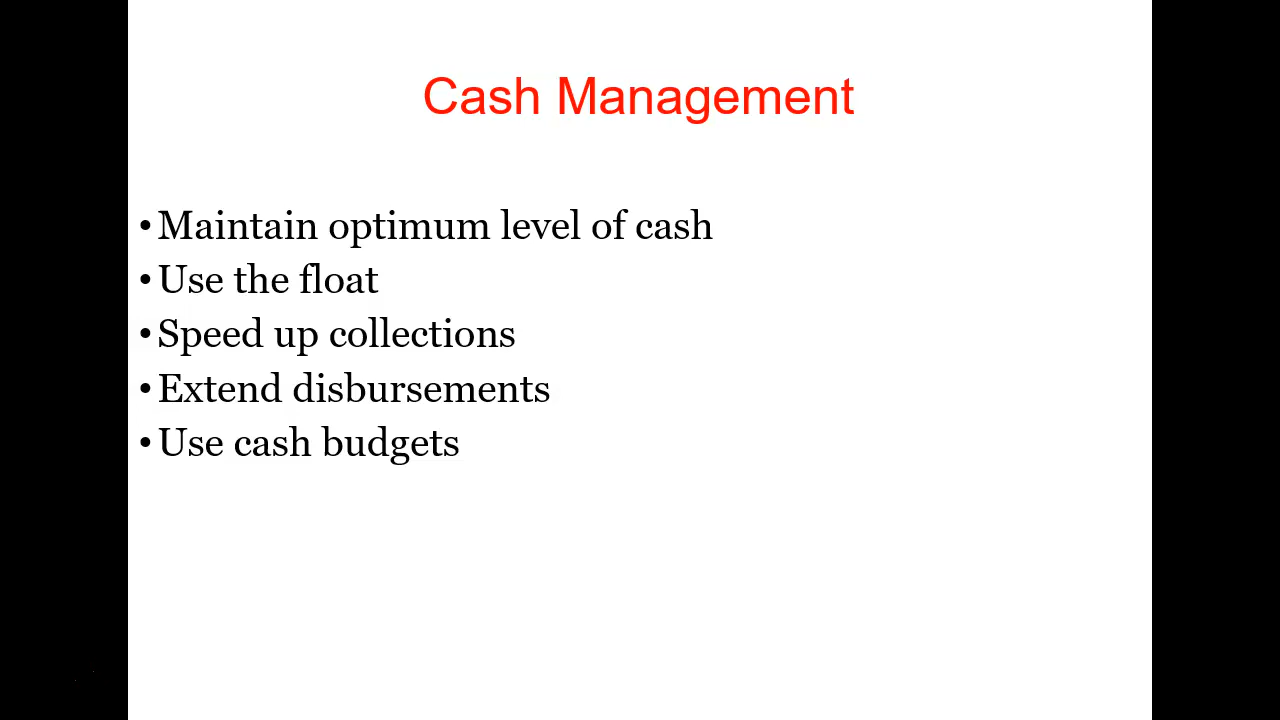 Cash Management
• Maintain optimum level of cash
• Use the float
• Speed up collections
• Extend disbursements
• Use cash budgets